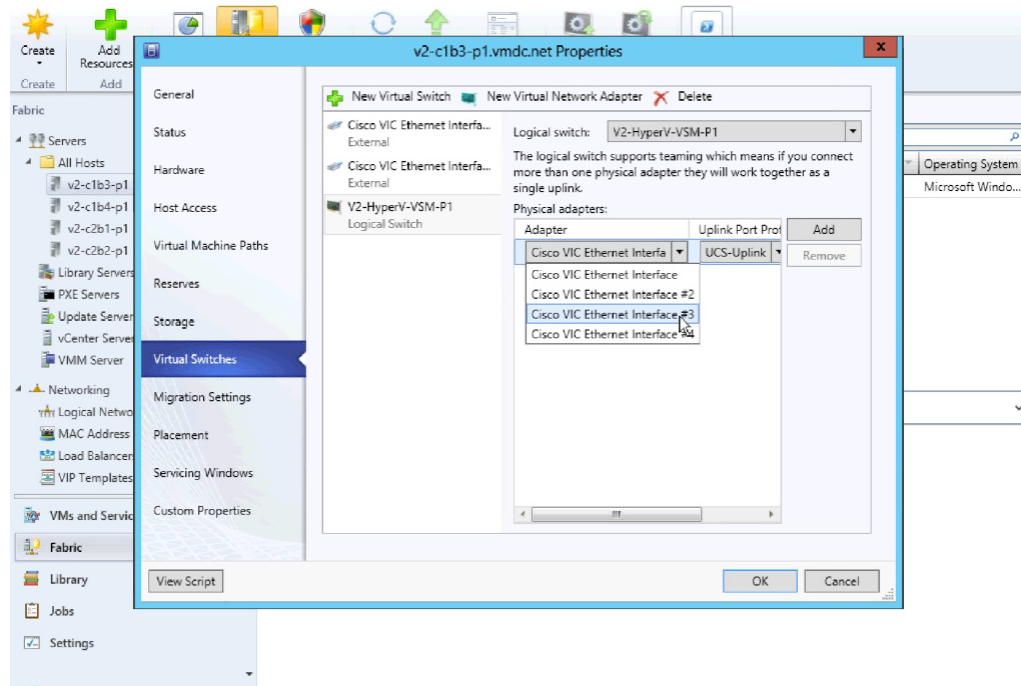 Create
Add
Resources
Create
Add
Fabric
Servers
All Hosts
v2-c1b3-p1
v2-c1b4-p1
v2-c2b1-p1
v2-c2b2-p1
Library Servers
PXE Servers
Update Server
vCenter Server
VMM Server
Networking
Logical Netwo
MAC Address
Load Balancer
VIP Templates
VMs and Servic
Fabric
Library
Jobs
Settings
v2-c1b3-p1.vmdc.net Properties
x
General
Status
Hardware
Host Access
Virtual Machine Paths
Reserves
Storage
Virtual Switches
Migration Settings
Placement
Servicing Windows
Custom Properties
New Virtual Switch New Virtual Network Adapter Delete
Cisco VIC Ethernet Interfa...
External
Cisco VIC Ethernet Interfa...
External
V2-HyperV-VSM-P1
Logical Switch
Logical switch: V2-HyperV-VSM-P1
The logical switch supports teaming which means if you connect
more than one physical adapter they will work together as a
single uplink.
Physical adapters:
Adapter Uplink Port Prof
Cisco VIC Ethernet Interfa UCS-Uplink
Cisco VIC Ethernet Interface
Cisco VIC Ethernet Interface #2
Cisco VIC Ethernet Interface #3
Cisco VIC Ethernet Interface #4
Add
Remove
View Script
OK
Cancel
Operating System
Microsoft Windo...